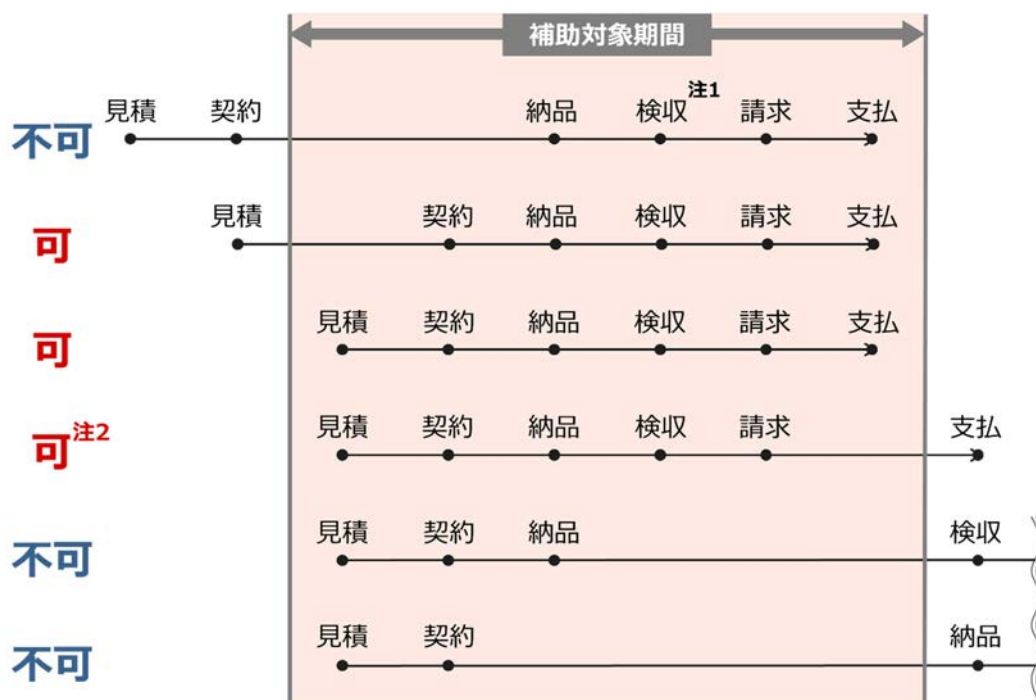 補助対象期間
見積 契約 納品 検収 注1 請求 支払
不可
見積 契約 納品 検収 請求 支払
可
見積 契約 納品 検収 請求 支払
可
見積 契約 納品 検収 請求 支払
可 注2
見積 契約 納品 検収
不可
見積 契約 納品
不可